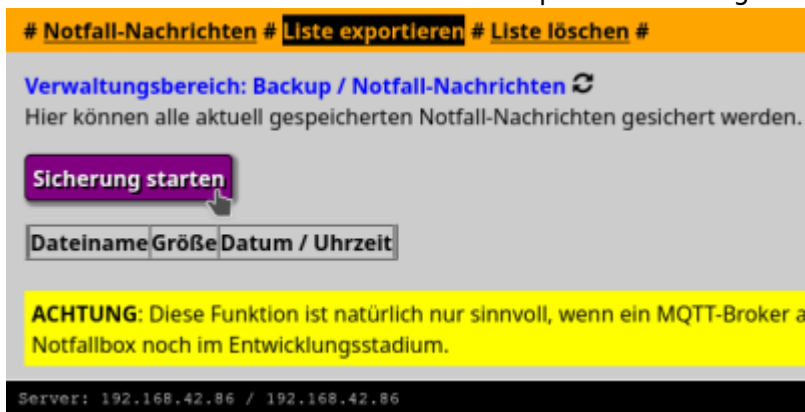 # Notfall-Nachrichten # Liste exportieren # Liste löschen #
Verwaltungsbereich: Backup / Notfall-Nachrichten
Hier können alle aktuell gespeicherten Notfall-Nachrichten gesichert werden.
Sicherung starten
Dateiname Größe Datum / Uhrzeit
ACHTUNG: Diese Funktion ist natürlich nur sinnvoll, wenn ein MQTT-Broker a
Notfallbox noch im Entwicklungsstadium.
Server: 192.168.42.86 / 192.168.42.86